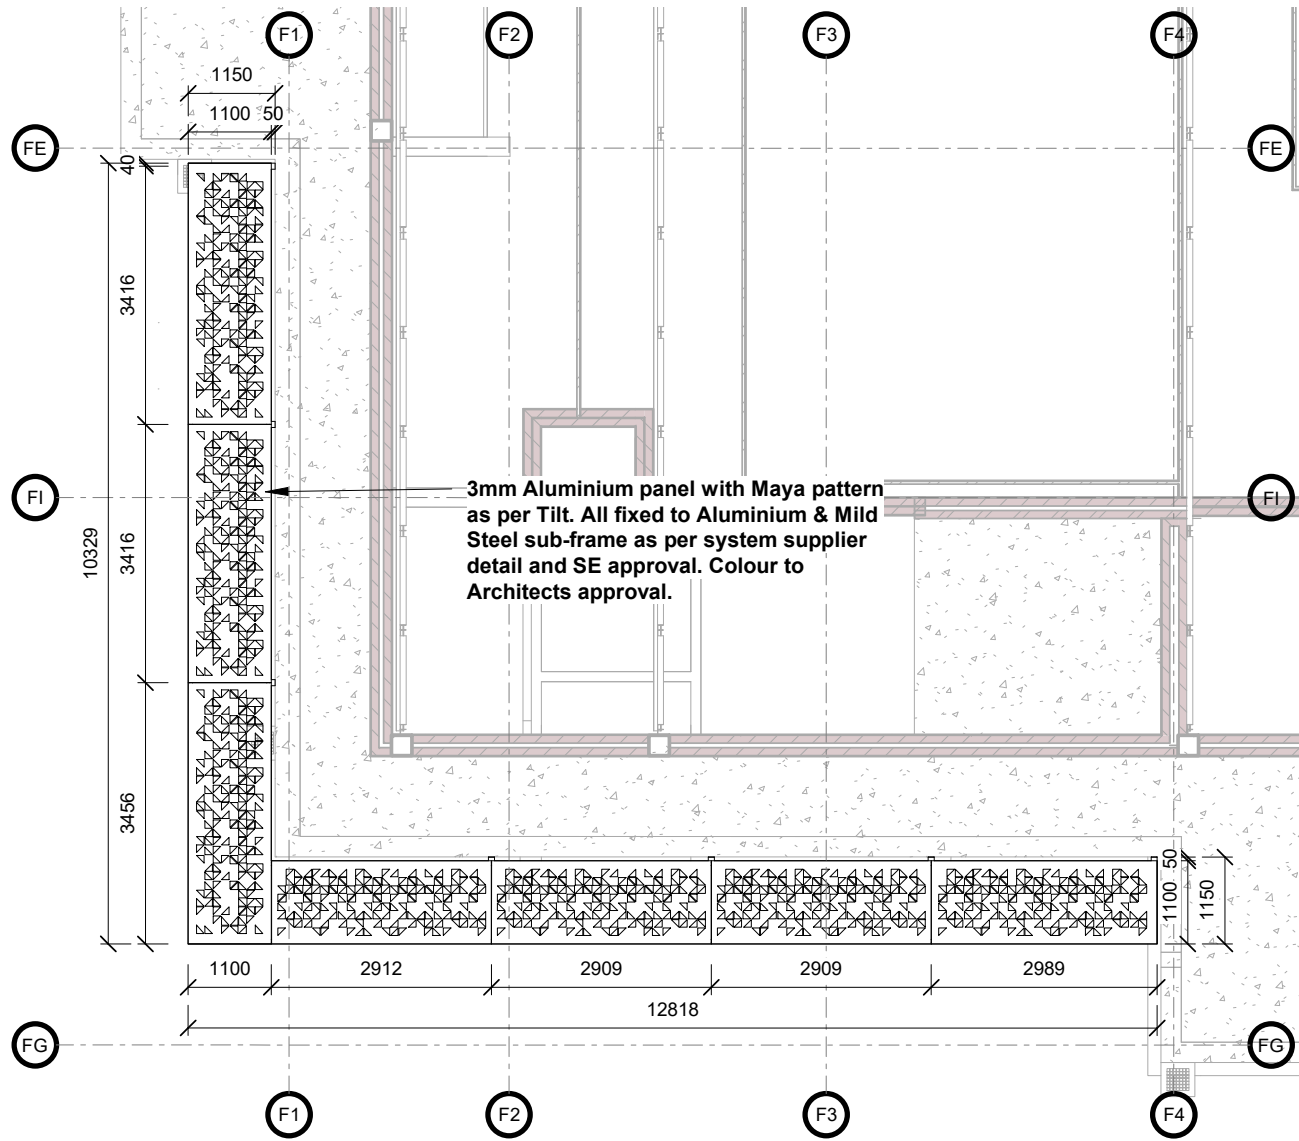 F1
F2
F3
F4
1150
1100
50
FE
FE
40
3416
3mm Aluminium panel with Maya pattern
as per Tilt. All fixed to Aluminium & Mild
Steel sub-frame as per system supplier
detail and SE approval. Colour to
Architects approval.
FI
FI
10329
3416
3456
50
1100
1150
1100
2912
2909
2909
2989
12818
FG
FG
F1
F2
F3
F4